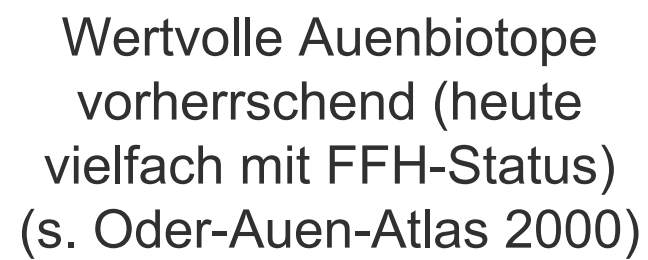 Wertvolle Auenbiotope
vorherrschend (heute
vielfach mit FFH-Status)
(s. Oder-Auen-Atlas 2000)